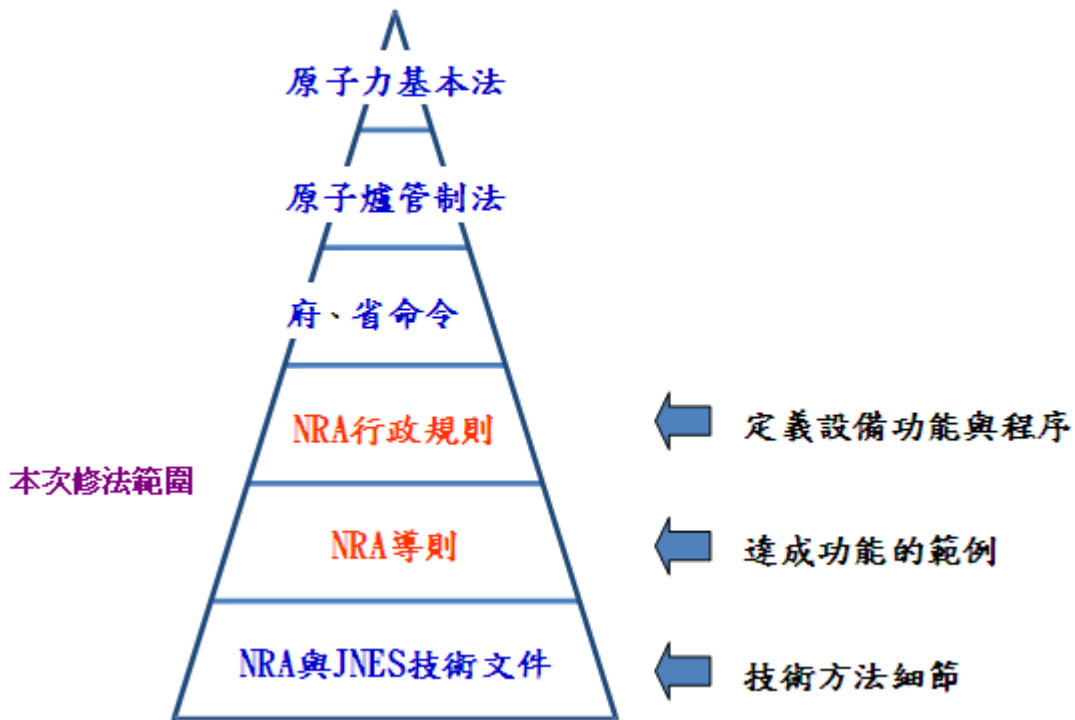 原子力基本法
原子爐管制法
府、省命令
NRA行政規則
定義設備功能與程序
本次修法範圍
NRA導則
達成功能的範例
NRA與JNES技術文件
技術方法細節